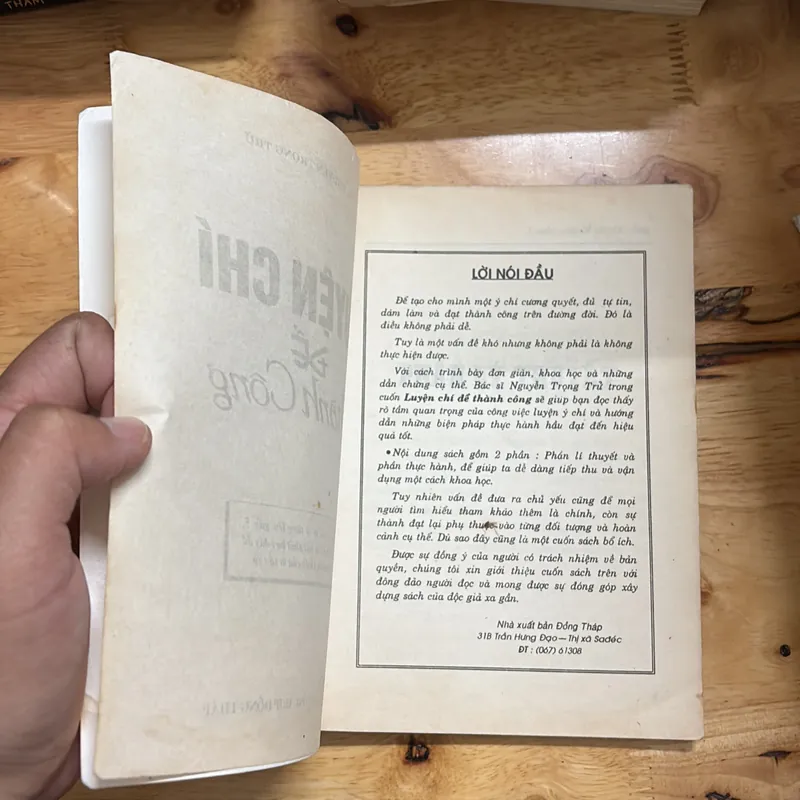 THẤM
LỜI NÓI ĐẦU
Để tạo cho mình một ý chí cương quyết, đủ tự tin,
dám làm và đạt thành công trên đường đời. Đó là
điều không phải dễ.
Tuy là một vấn đề khó nhưng không phải là không
thực hiện được.
Với cách trình bày đơn giản, khoa học và những
dẫn chứng cụ thể. Bác sĩ Nguyễn Trọng Trử trong
cuốn Luyện chí để thành công sẽ giúp bạn đọc thấy
rõ tầm quan trọng của công việc luyện ý chí và hướng
dẫn những biện pháp thực hành hầu đạt đến hiệu
quả tốt.
•Nội dung sách gồm 2 phần : Phần lí thuyết và
phần thực hành, để giúp ta dễ dàng tiếp thu và vận
dụng một cách khoa học.
Tuy nhiên vấn đề đưa ra chủ yếu cũng để mọi
người tìm hiểu tham khảo thêm là chính, còn sự
thành đạt lại phụ thuộc vào từng đối tượng và hoàn
cảnh cụ thể. Dù sao đây cũng là một cuốn sách bổ ích.
Được sự đồng ý của người có trách nhiệm về bản
quyền, chúng tôi xin giới thiệu cuốn sách trên với
đông đảo người đọc và mong được sự đóng góp xây
dựng sách của độc giả xa gần.
Nhà xuất bản Đồng Tháp
31B Trần Hưng Đạo — Thị xã Sađéc
ĐT : (067) 61308
YỆN CHÍ
để
ành Công